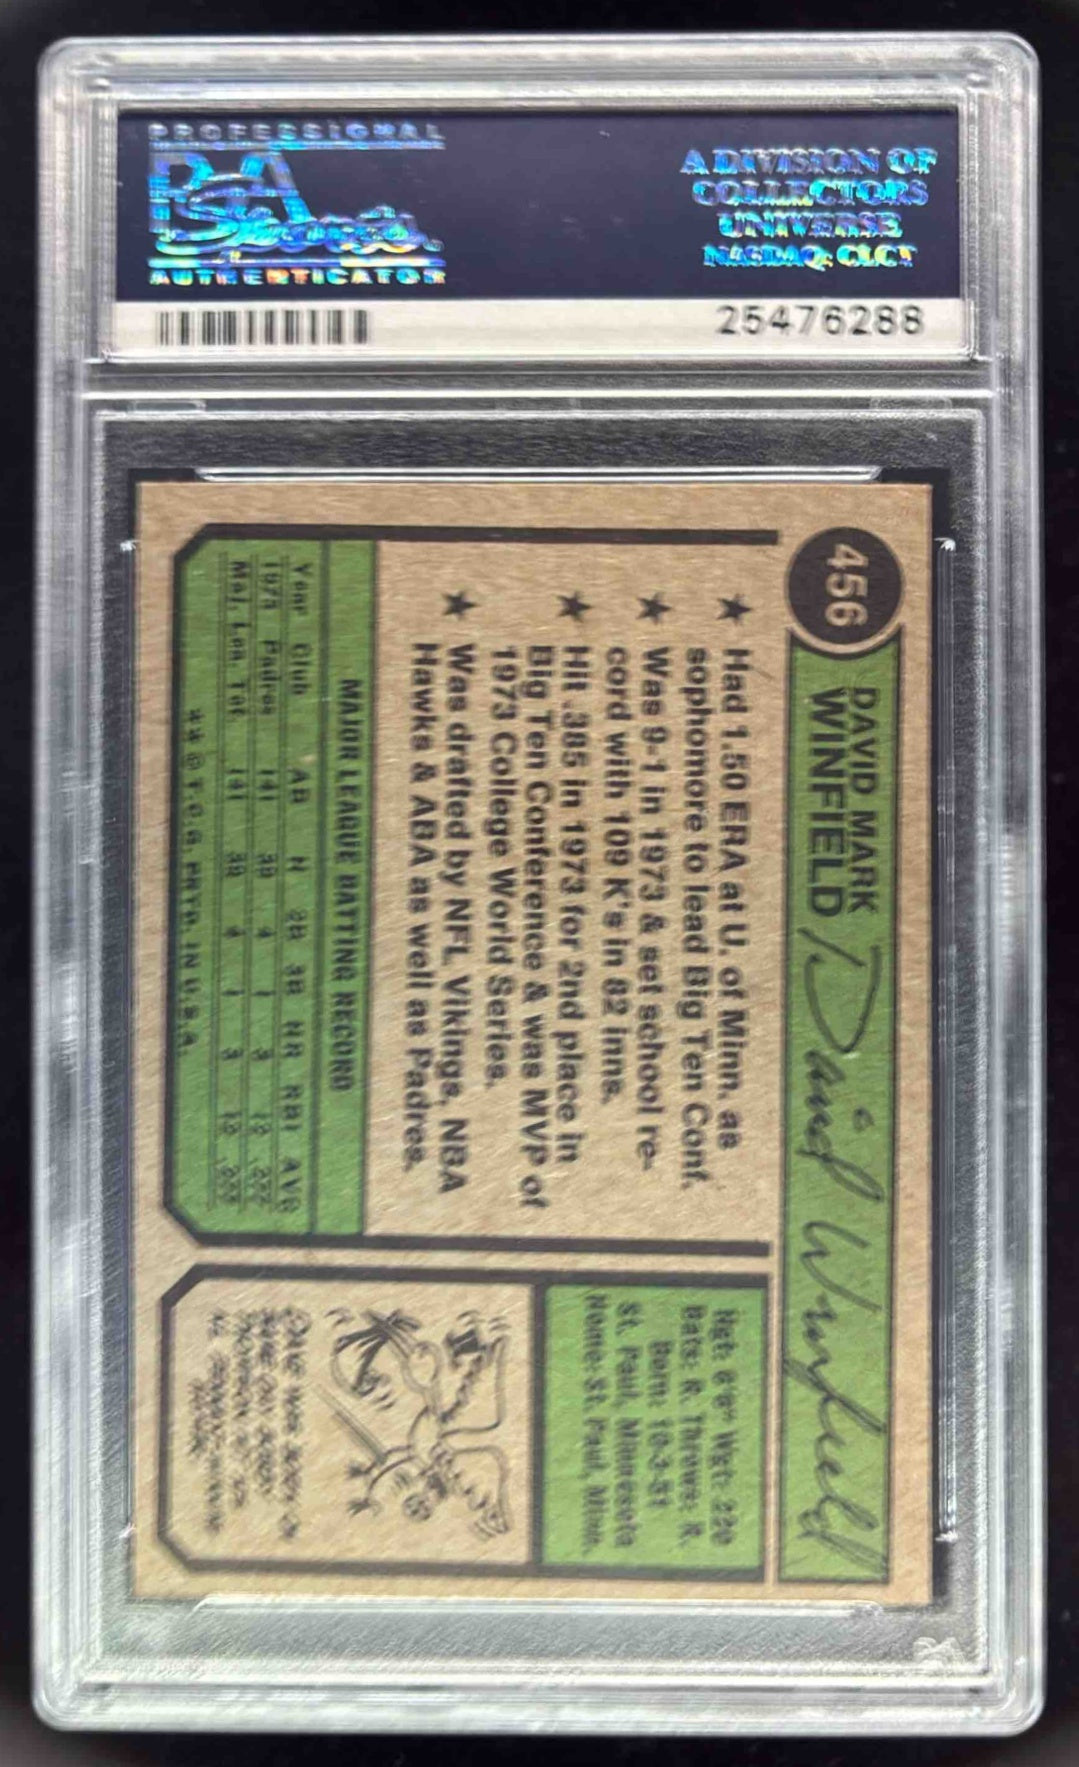 PROFESSIONAL
PSA
Sports
AUTHENTICATOR
A DIVISION OF
COLLECTORS
UNIVERSE
NASDAQ: CLCT
25476288
456
DAVID MARK
WINFIELD
David Winfield
★ Had 1.50 ERA at U. of Minn. as
sophomore to lead Big Ten Conf.
★ Was 9-1 in 1973 & set school re-
cord with 109 K's in 82 inns.
★ Hit .385 in 1973 for 2nd place in
Big Ten Conference & was MVP of
1973 College World Series.
★ Was drafted by NFL Vikings, NBA
Hawks & ABA as well as Padres.
MAJOR LEAGUE BATTING RECORD
Year Club AB H 2B 3B HR RBI AVG
1973 Padres 141 39 4 1 3 12 .277
Maj. Lea. Tot. 141 39 4 1 3 12 .277
** © T.C.G. PRTD. IN U.S.A.
Hgt: 6'6" Wgt: 220
Bats: R. Throws: R.
Born: 10-3-51
St. Paul, Minnesota
Home: St. Paul, Minn.
PSA